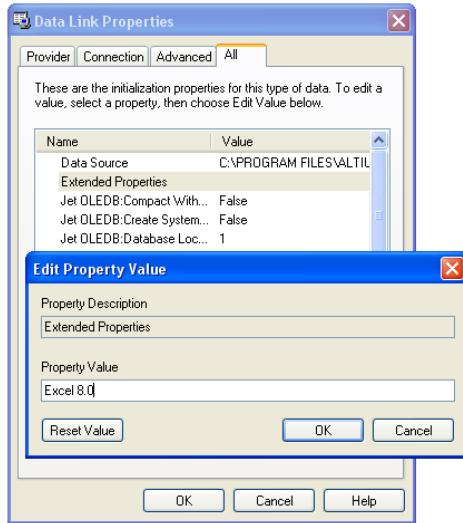 Data Link Properties
Provider Connection Advanced All
These are the initialization properties for this type of data. To edit a
value, select a property, then choose Edit Value below.
Name Value
Data Source C:\PROGRAM FILES\ALTIU
Extended Properties
Jet OLEDB:Compact With... False
Jet OLEDB:Create System... False
Jet OLEDB:Database Loc... 1
Edit Property Value
Property Description
Extended Properties
Property Value
Excel 8.0
Reset Value OK Cancel
OK Cancel Help